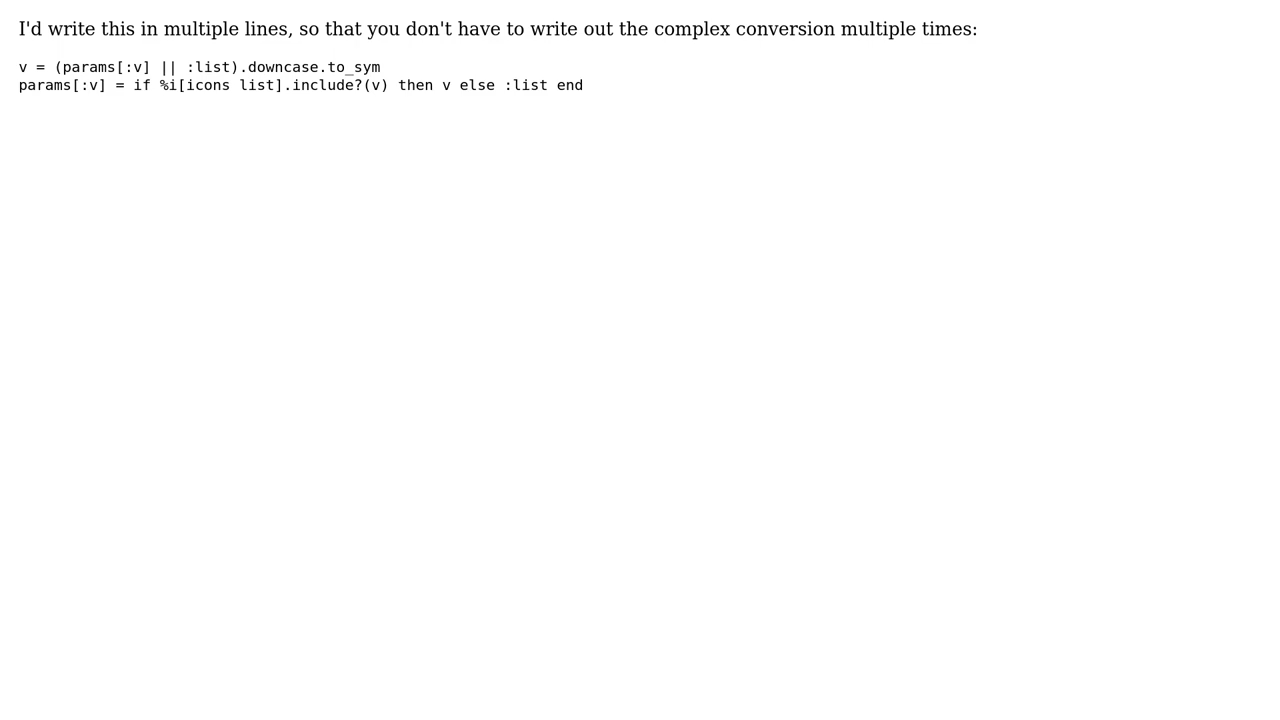 I'd write this in multiple lines, so that you don't have to write out the complex conversion multiple times:
v = (params[:v] || :list).downcase.to_sym
params[:v] = if %i[icons list].include?(v) then v else :list end